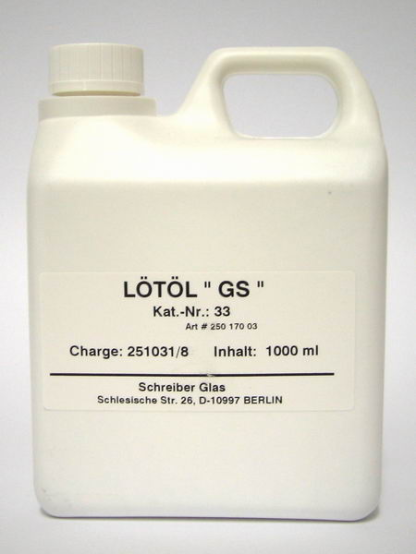 LÖTÖL " GS "
Kat.-Nr.: 33
Art # 250 170 03
Charge: 251031/8 Inhalt: 1000 ml
Schreiber Glas
Schlesische Str. 26, D-10997 BERLIN